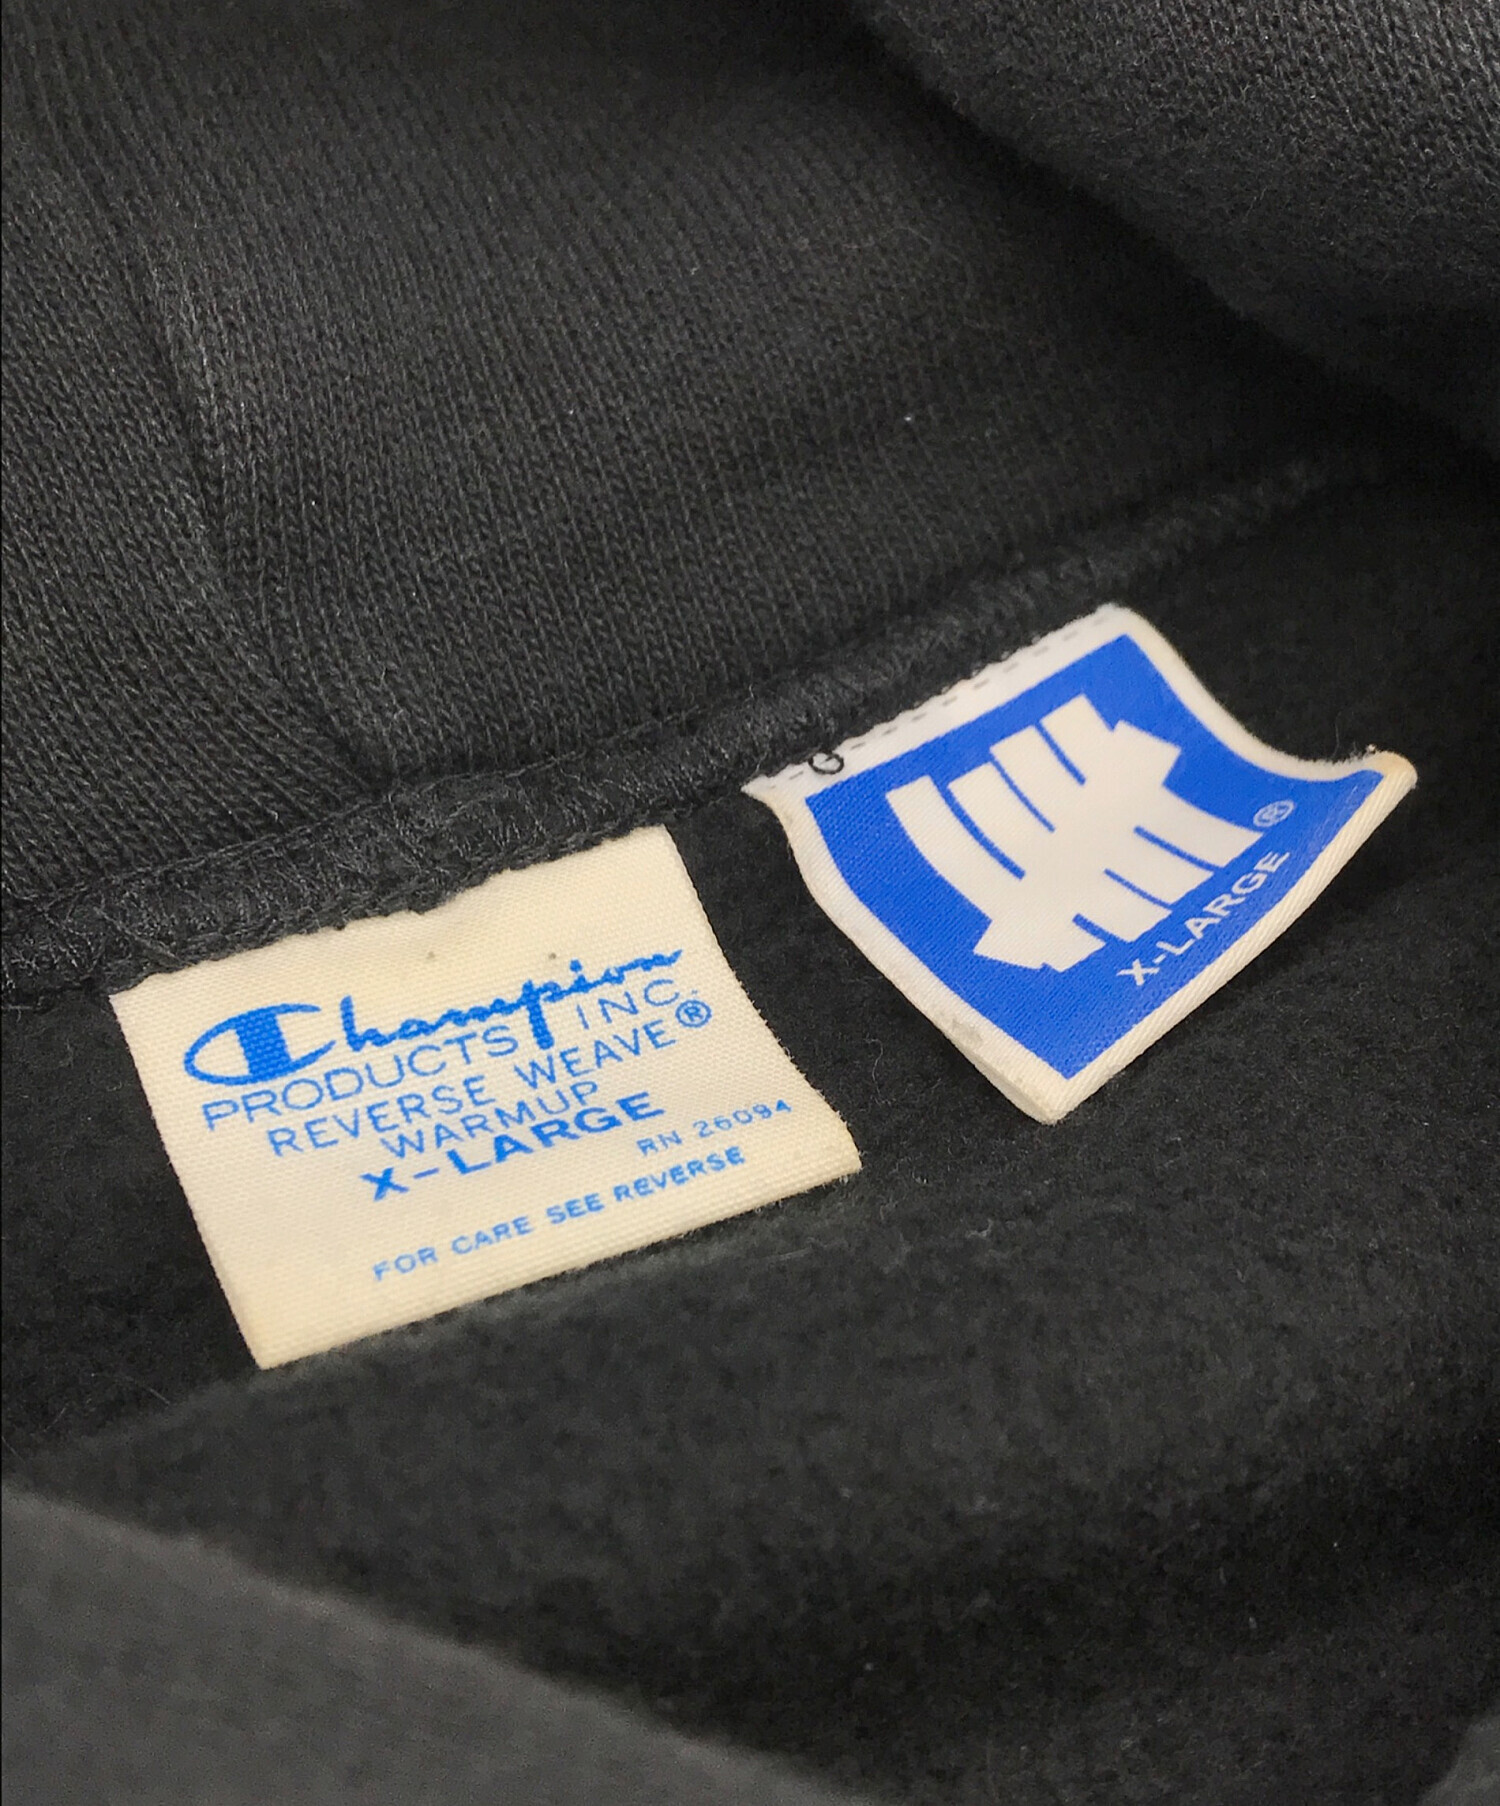 Champion
PRODUCTS INC.
REVERSE WEAVE®
WARMUP
X-LARGE
RN 26094
FOR CARE SEE REVERSE
®
X-LARGE